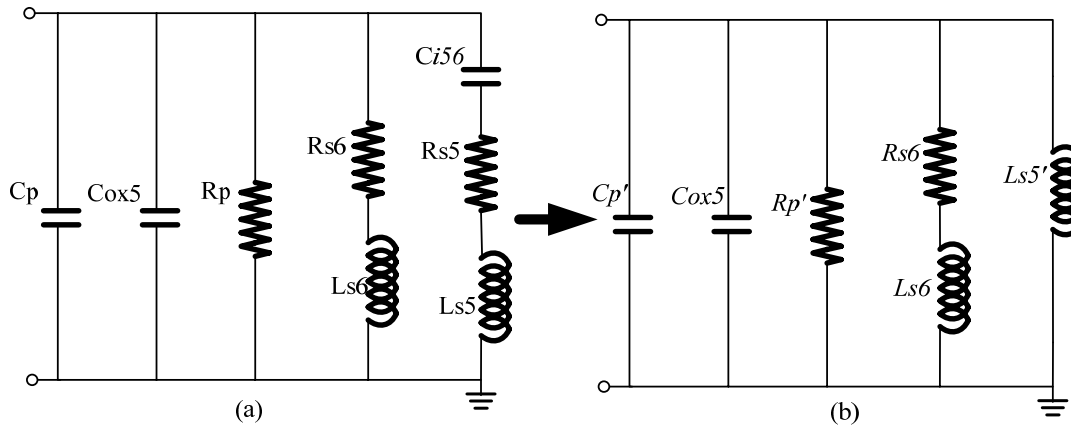 Ci56
Rs6
Rs5
Cp
Cox5
Rp
Ls6
Ls5
(a)
Rs6
Ls5′
Cp′
Cox5
Rp′
Ls6
(b)